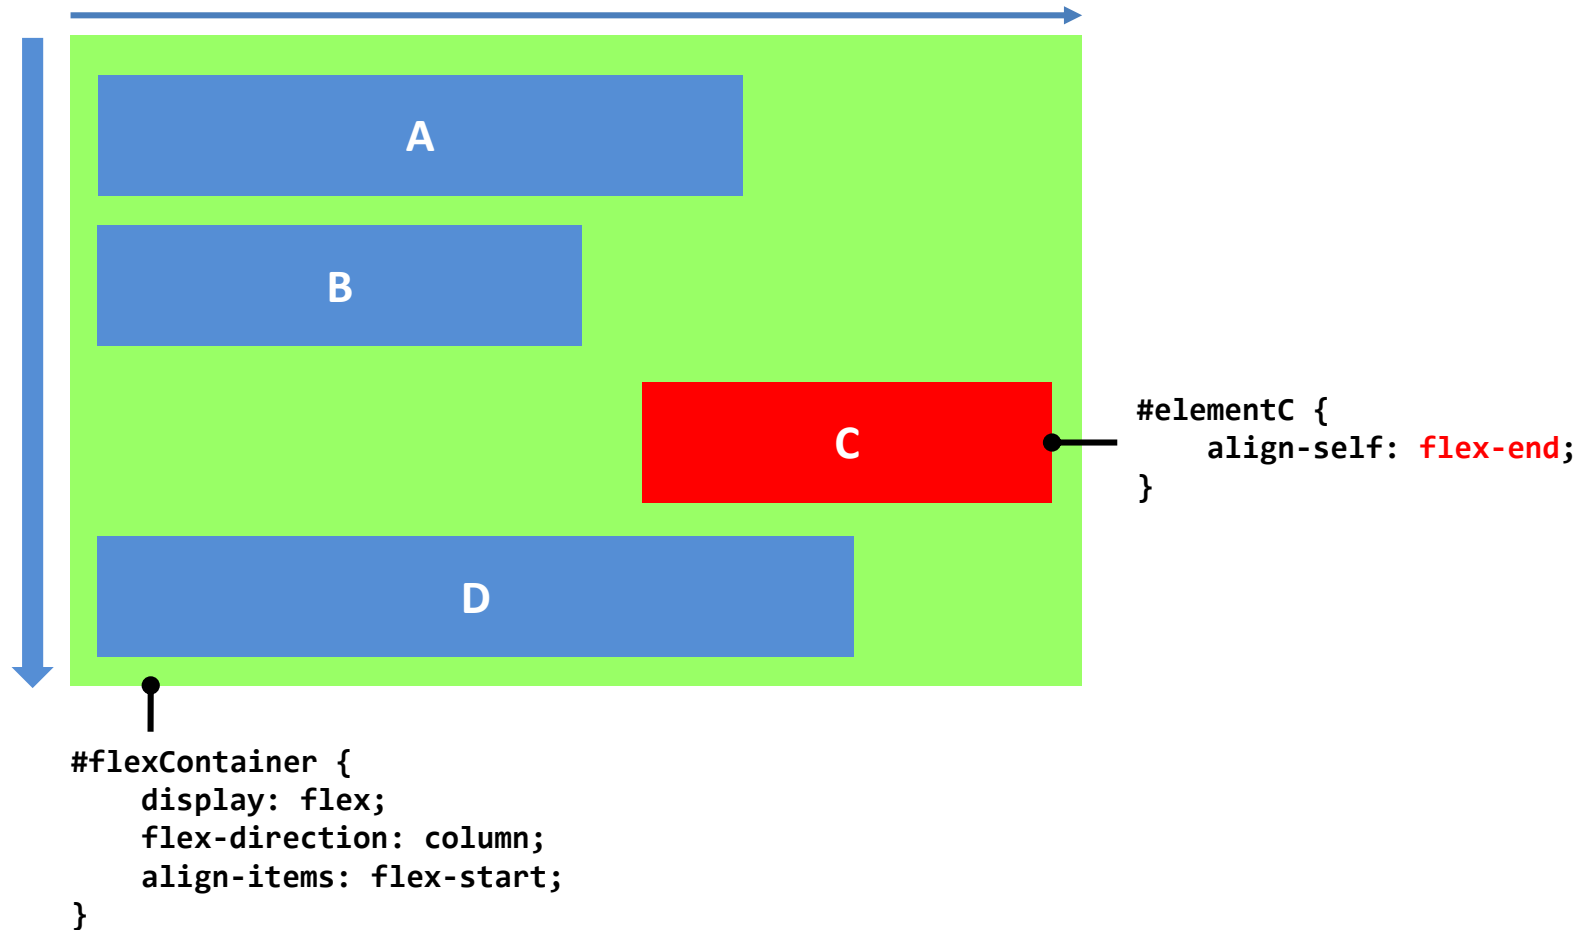 A
B
C
#elementC {
    align-self: flex-end;
}
D
#flexContainer {
    display: flex;
    flex-direction: column;
    align-items: flex-start;
}